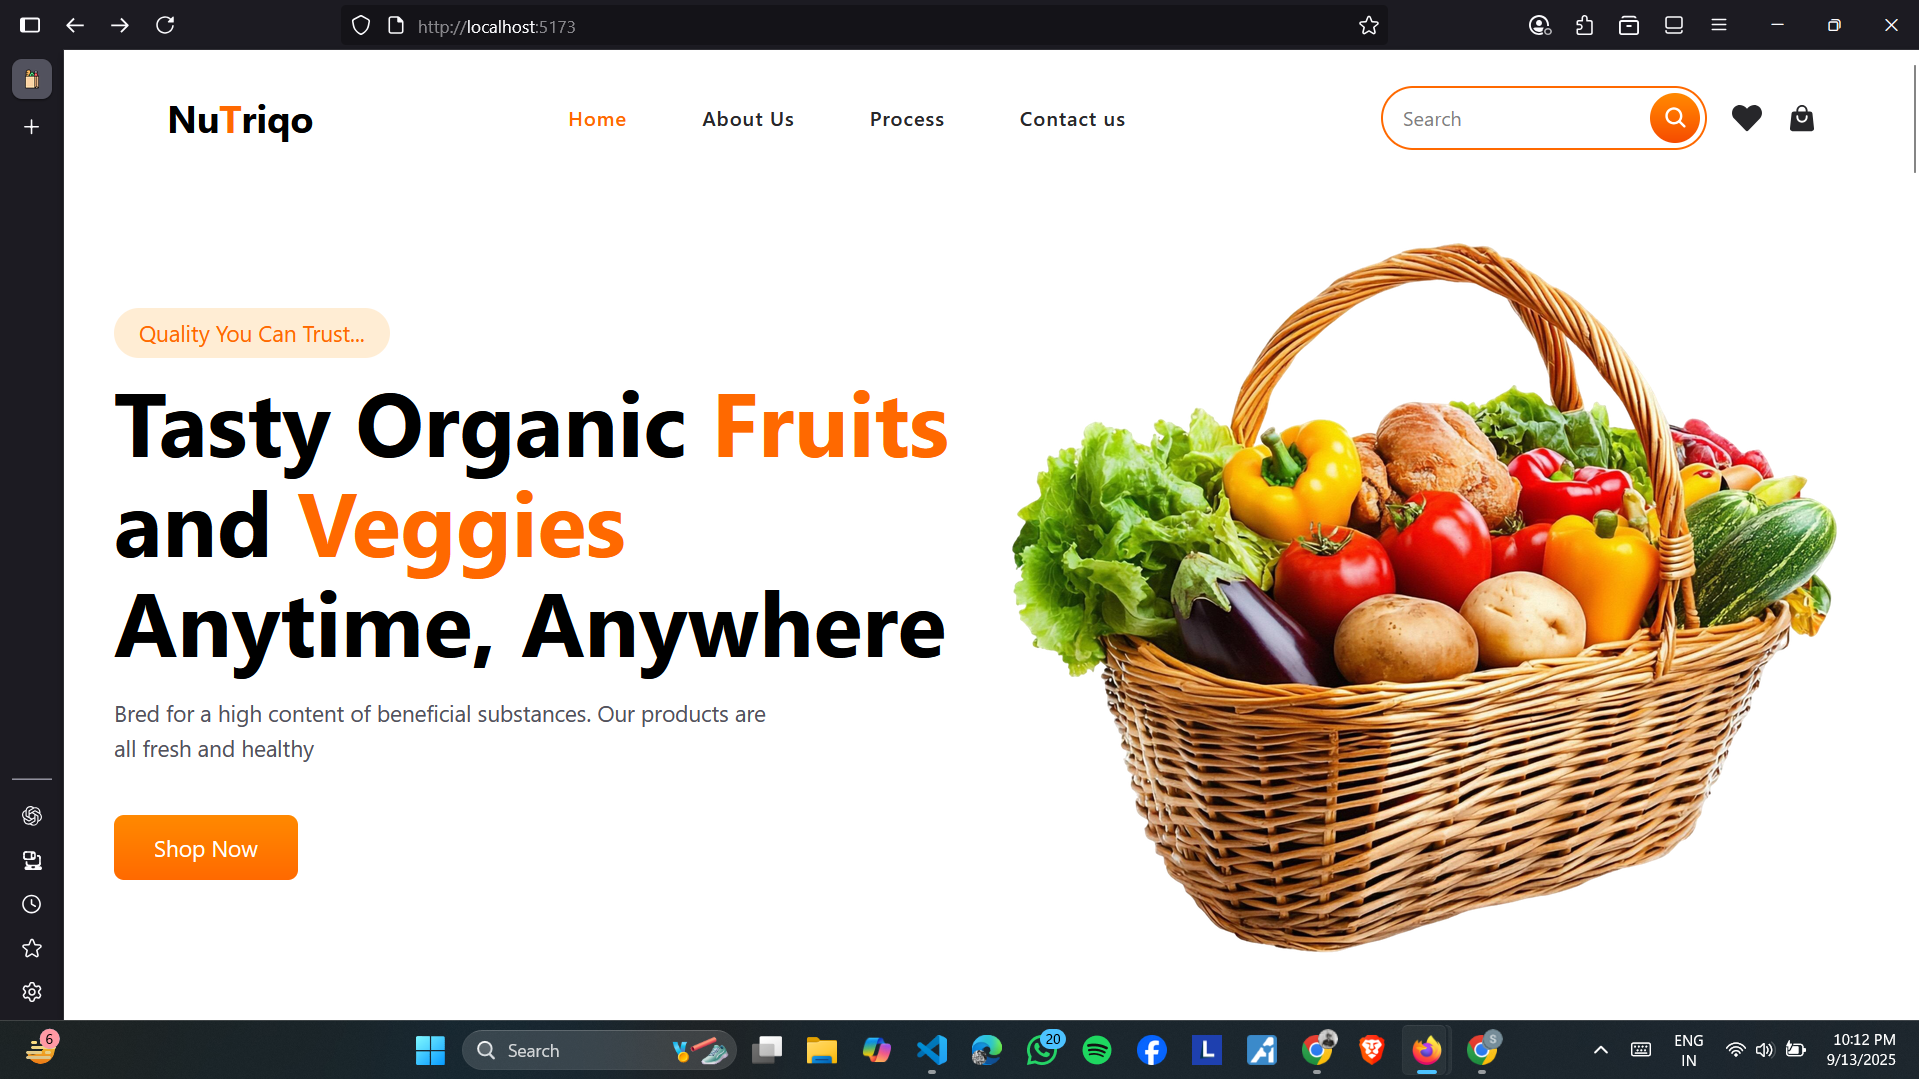 http://localhost:5173
NuTriqo
Home
About Us
Process
Contact us
Search
Quality You Can Trust...
Tasty Organic Fruits
and Veggies
Anytime, Anywhere
Bred for a high content of beneficial substances. Our products are
all fresh and healthy
Shop Now
6
Search
20
L
S
ENG
IN
10:12 PM
9/13/2025